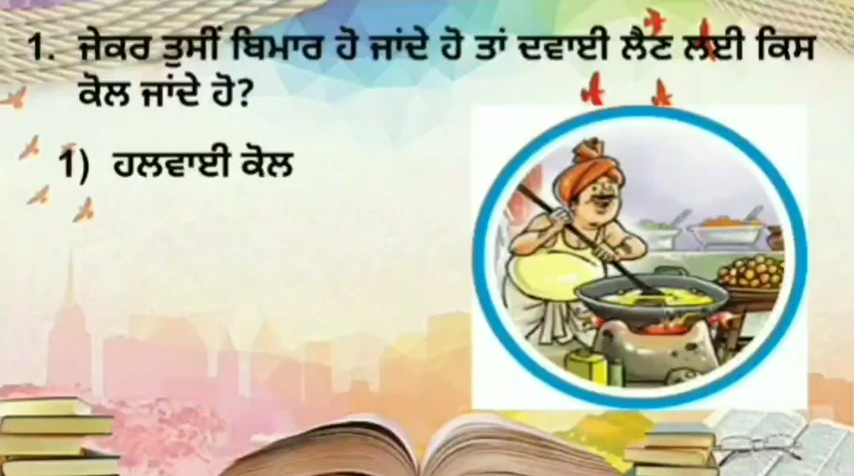 1. ਜੇਕਰ ਤੁਸੀਂ ਬਿਮਾਰ ਹੋ ਜਾਂਦੇ ਹੋ ਤਾਂ ਦਵਾਈ ਲੈਣ ਲਈ ਕਿਸ
ਕੋਲ ਜਾਂਦੇ ਹੋ?
1) ਹਲਵਾਈ ਕੋਲ